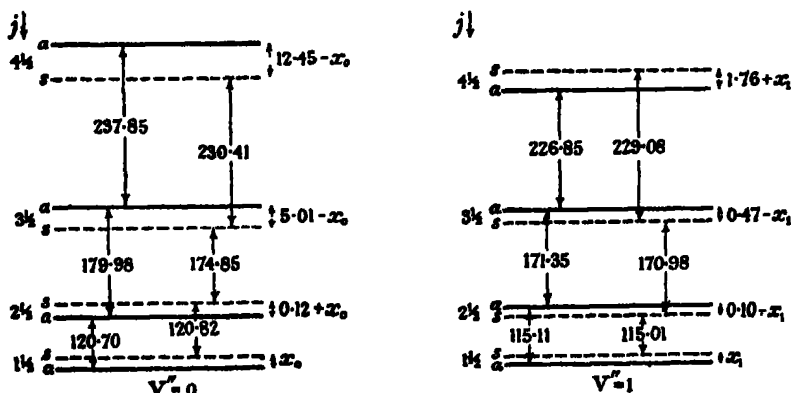 j↓
a
4½
s
12·45-x₀
237·85
230·41
a
3½
s
5·01-x₀
179·98
174·85
s
2½
a
0·12+x₀
120·70
120·82
s
1½
a
x₀
V″=0
j↓
s
4½
a
1·76+x₁
226·85
229·08
a
3½
s
0·47-x₁
171·35
170·98
a
2½
s
0·10-x₁
115·11
115·01
s
1½
a
x₁
V″=1